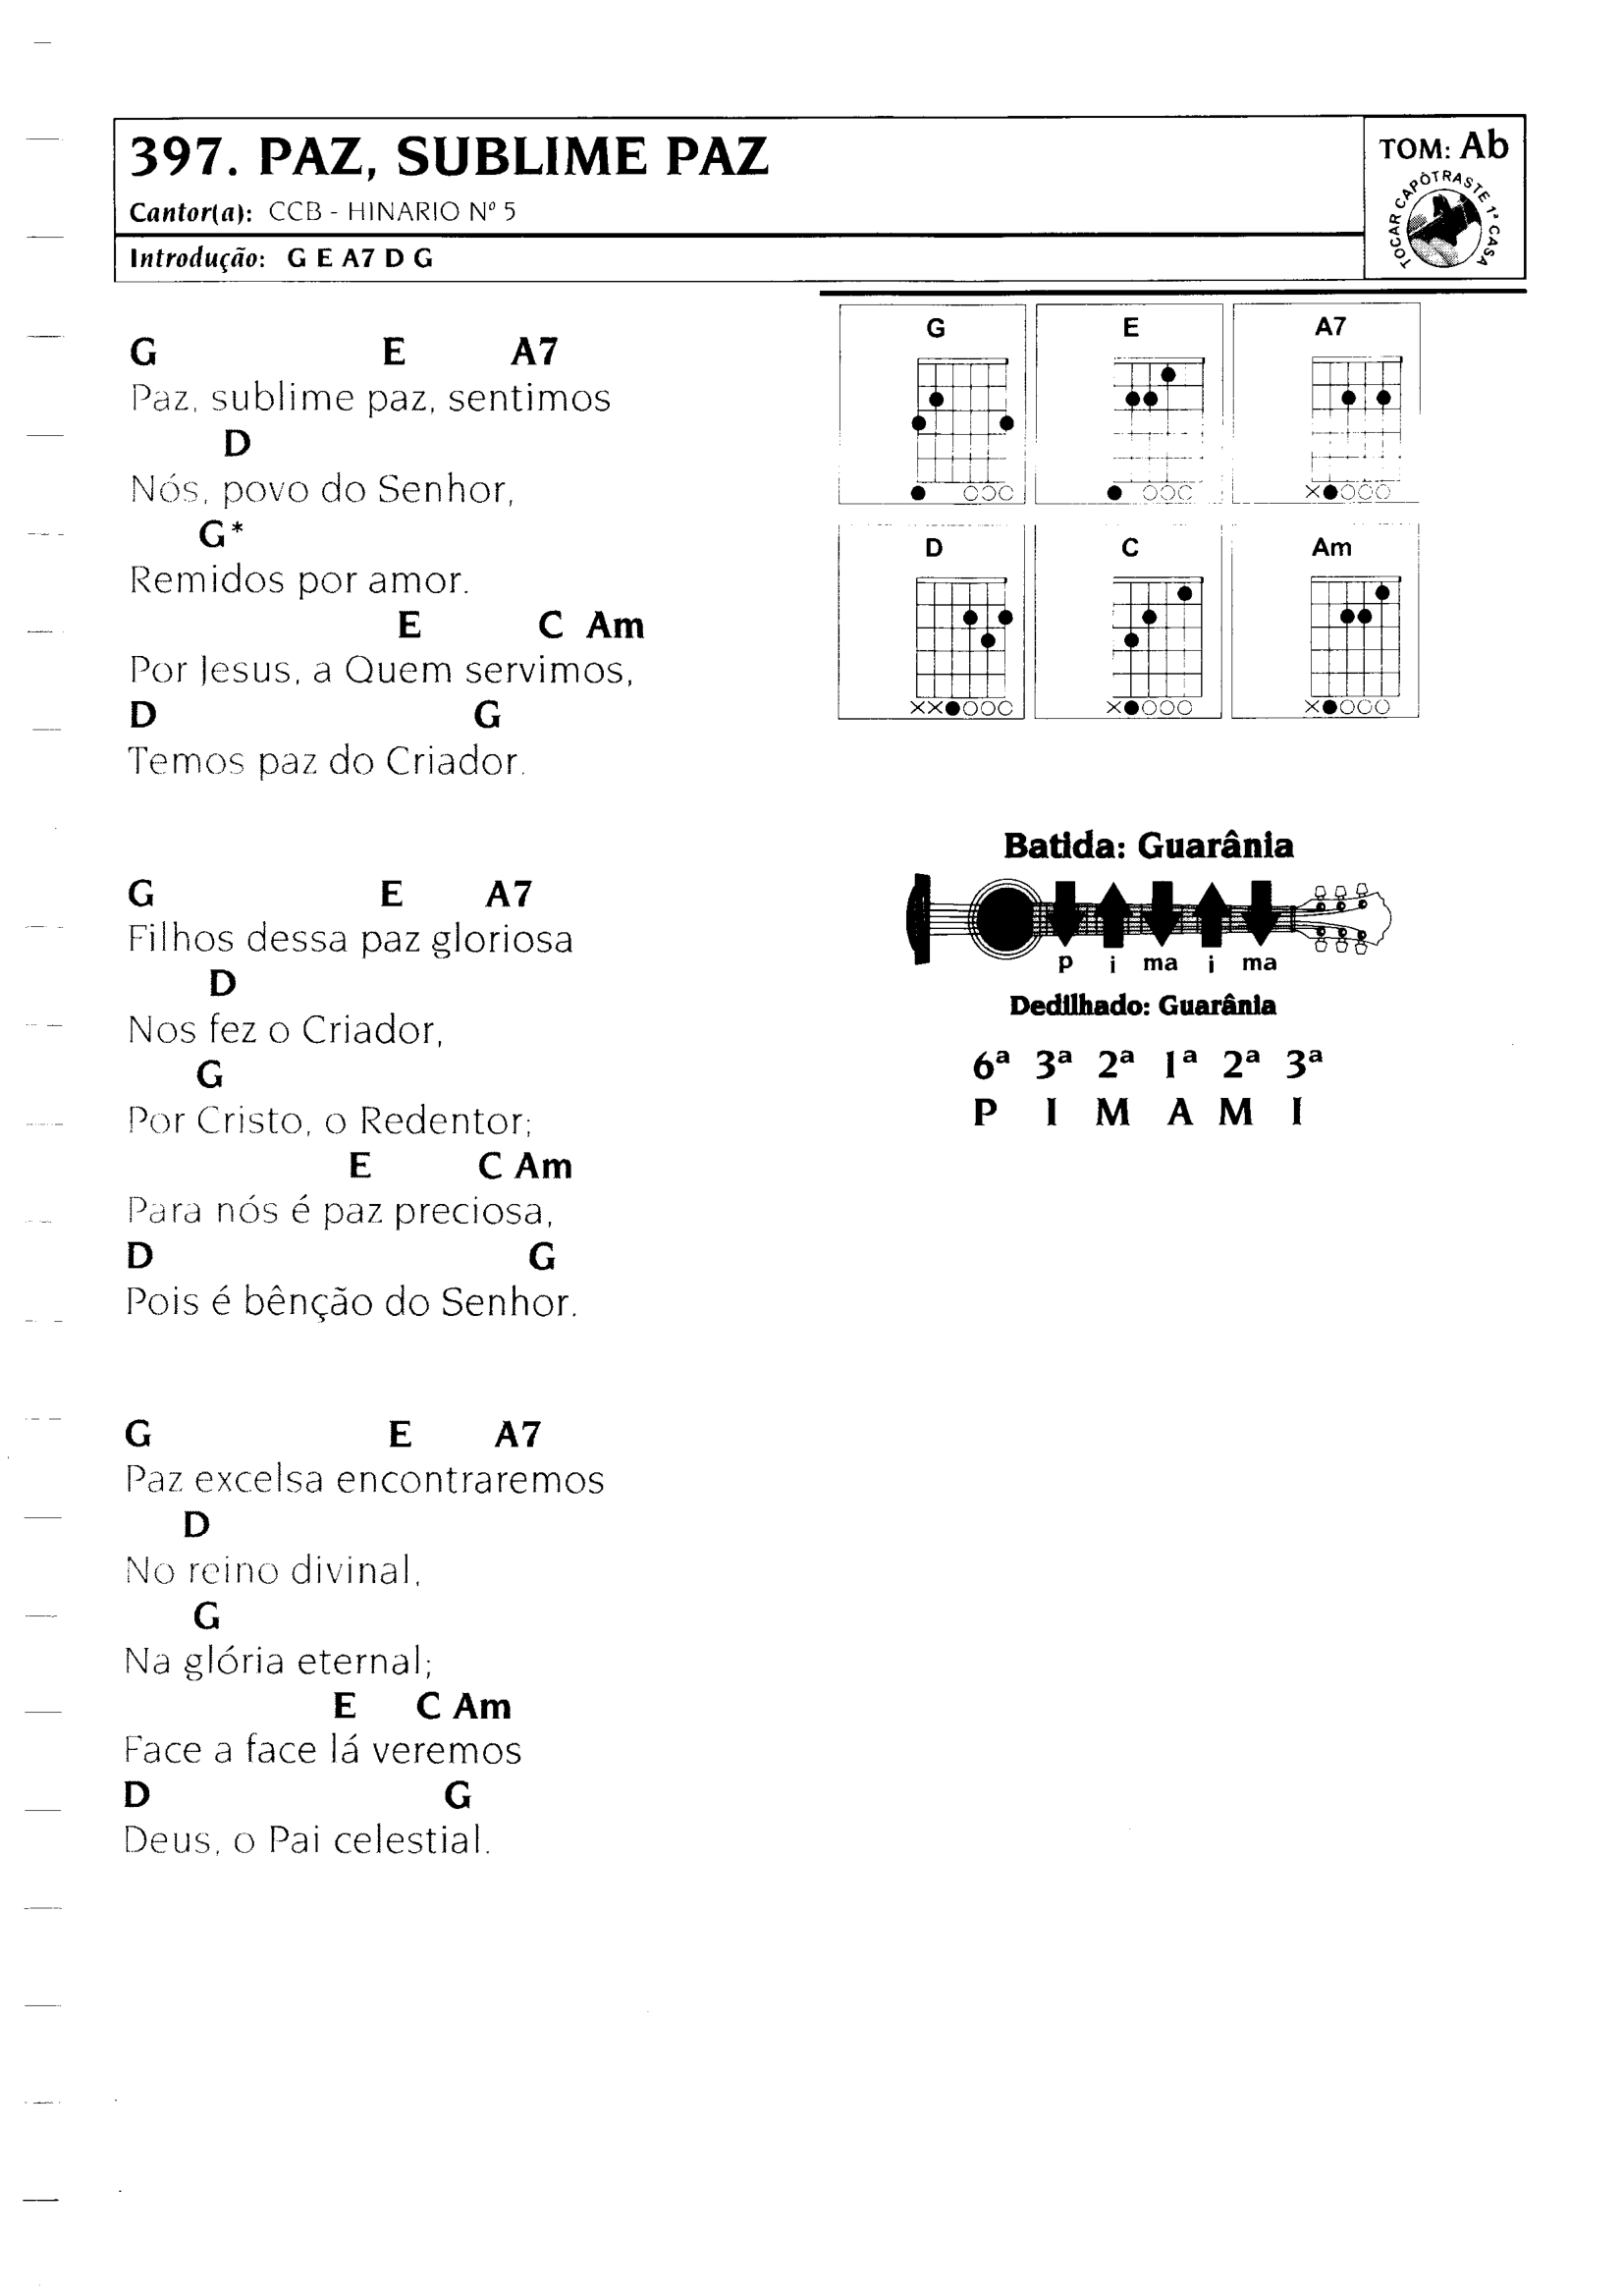 397. PAZ, SUBLIME PAZ
Cantor(a): CCB - HINARIO Nº 5
Introdução: G E A7 D G
TOM: Ab
TOCAR CAPÔTRASTE 1ª CASA
G E A7
Paz, sublime paz, sentimos
D
Nós, povo do Senhor,
G*
Remidos por amor.
E C Am
Por Jesus, a Quem servimos,
D G
Temos paz do Criador.
G E A7
Filhos dessa paz gloriosa
D
Nos fez o Criador,
G
Por Cristo, o Redentor;
E C Am
Para nós é paz preciosa,
D G
Pois é bênção do Senhor.
G E A7
Paz excelsa encontraremos
D
No reino divinal,
G
Na glória eternal;
E C Am
Face a face lá veremos
D G
Deus, o Pai celestial.
G E A7
D C Am
Batida: Guarânia
p i ma i ma
Dedilhado: Guarânia
6ª 3ª 2ª 1ª 2ª 3ª
P I M A M I